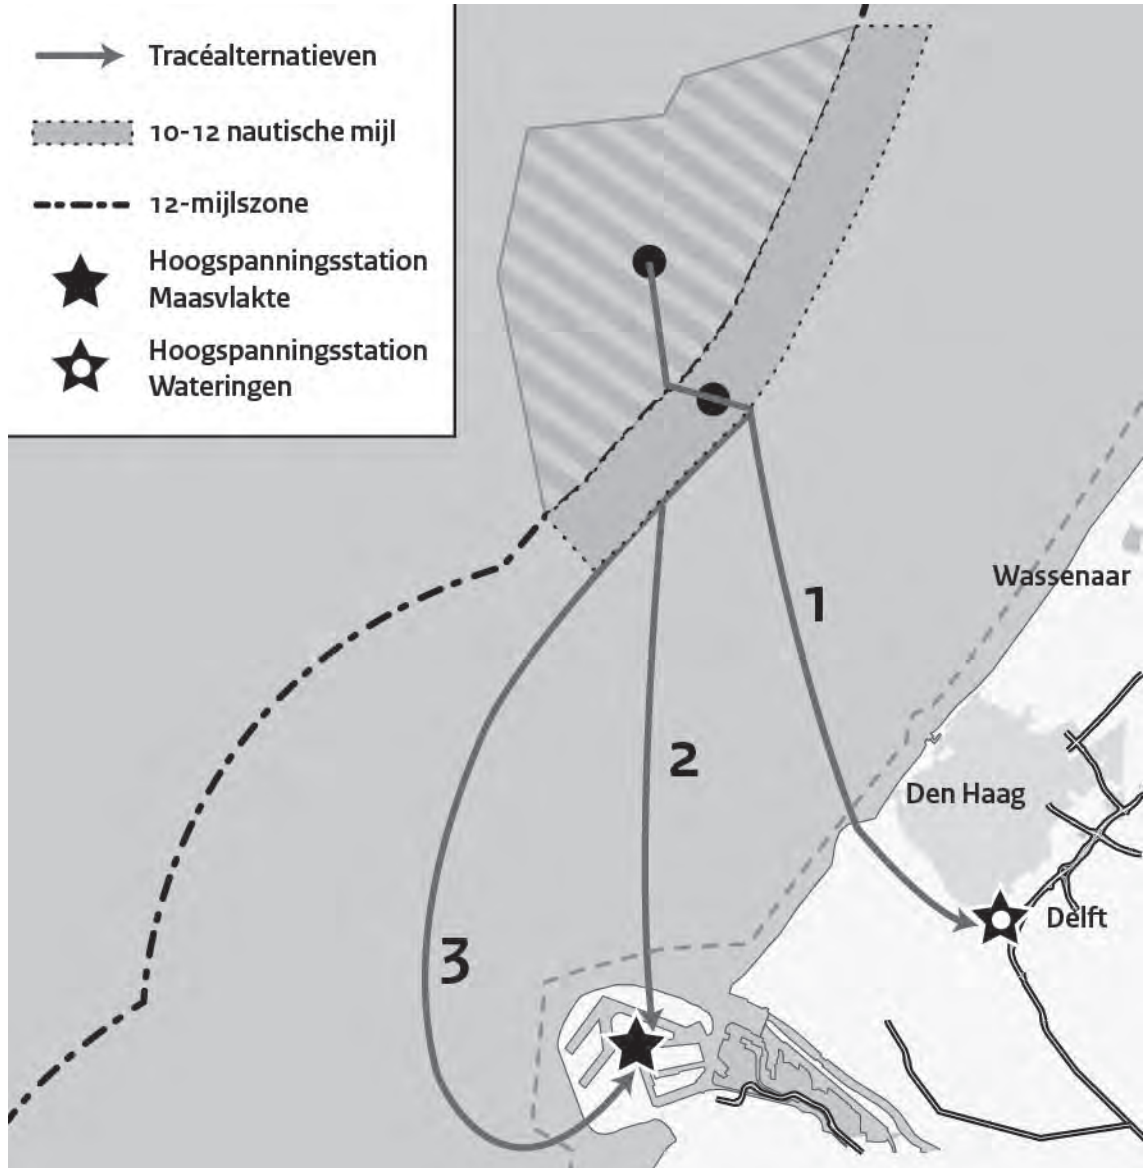 Tracéalternatieven
10-12 nautische mijl
12-mijlszone
Hoogspanningsstation
Maasvlakte
Hoogspanningsstation
Wateringen
Wassenaar
1
2
Den Haag
Delft
3